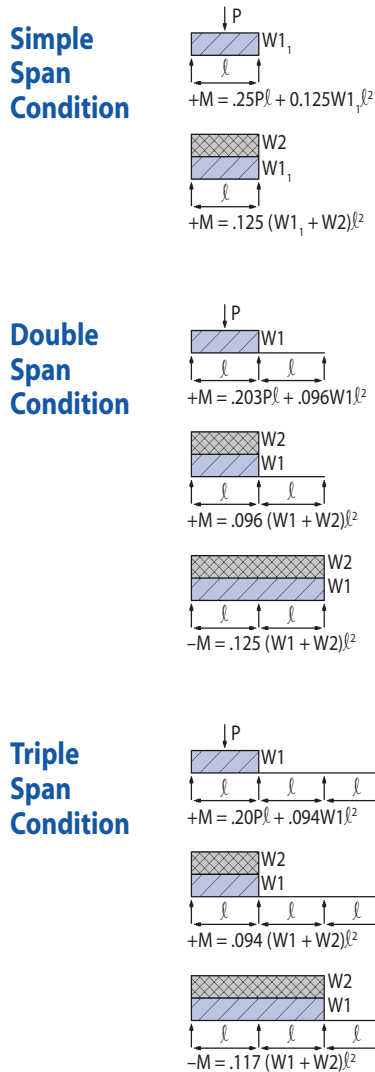 Simple
Span
Condition
P
W1₁
ℓ
+M = .25Pℓ + 0.125W1₁ℓ²
W2
W1₁
ℓ
+M = .125 (W1₁ + W2)ℓ²
Double
Span
Condition
P
W1
ℓ ℓ
+M = .203Pℓ + .096W1ℓ²
W2
W1
ℓ ℓ
+M = .096 (W1 + W2)ℓ²
W2
W1
ℓ ℓ
–M = .125 (W1 + W2)ℓ²
Triple
Span
Condition
P
W1
ℓ ℓ ℓ
+M = .20Pℓ + .094W1ℓ²
W2
W1
ℓ ℓ ℓ
+M = .094 (W1 + W2)ℓ²
W2
W1
ℓ ℓ ℓ
–M = .117 (W1 + W2)ℓ²